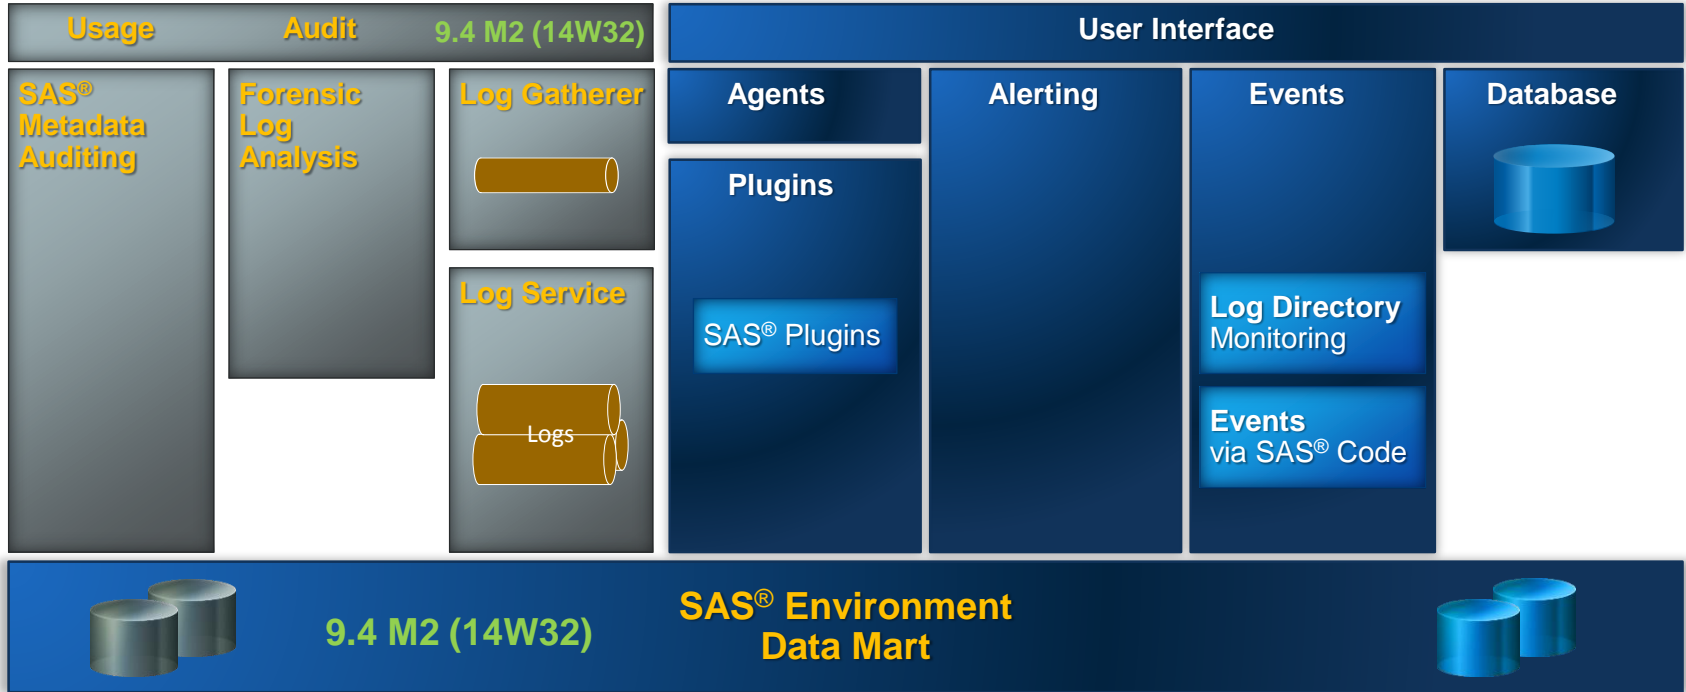 Usage
Audit
9.4 M2 (14W32)
User Interface
SAS®
Metadata
Auditing
Forensic
Log
Analysis
Log Gatherer
Log Service
Logs
Agents
Plugins
SAS® Plugins
Alerting
Events
Log Directory
Monitoring
Events
via SAS® Code
Database
9.4 M2 (14W32)
SAS® Environment
Data Mart